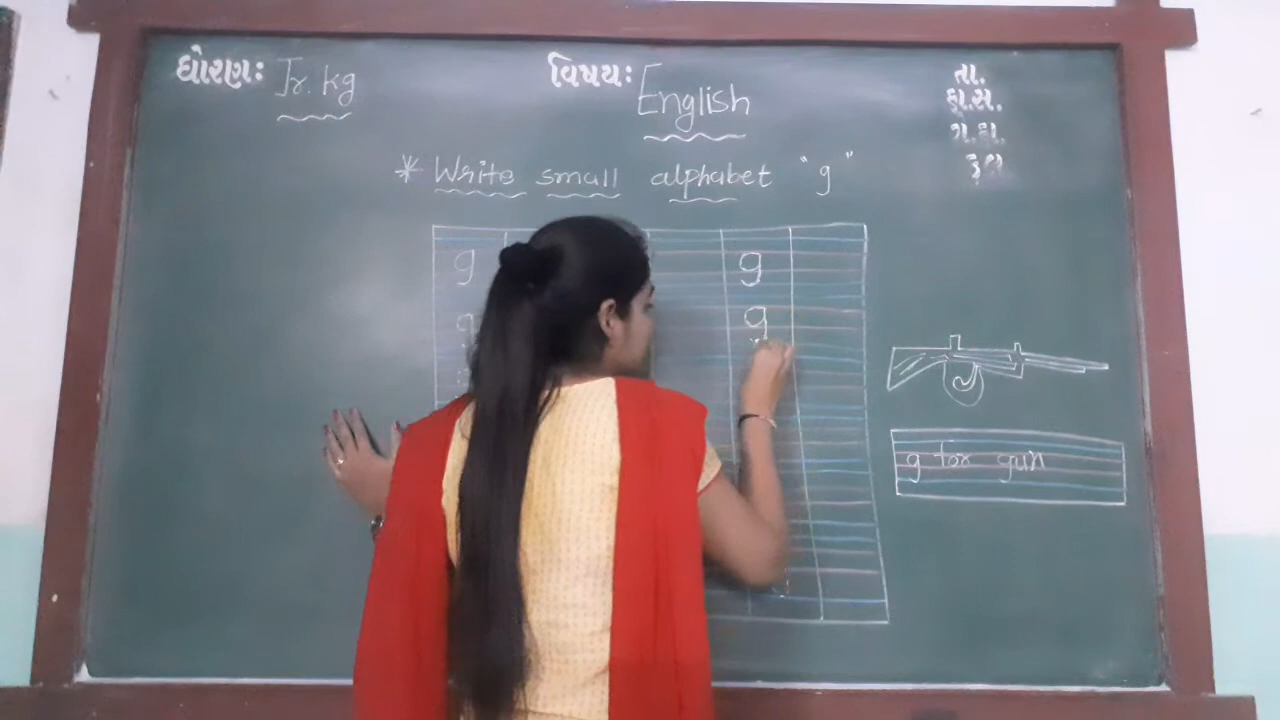 ધોરણઃ Jr. kg
વિષયઃ English
તા.
હા.સ.
ગ.હા.
કુલ
* Write small alphabet "g"
g g
g g
g for gun